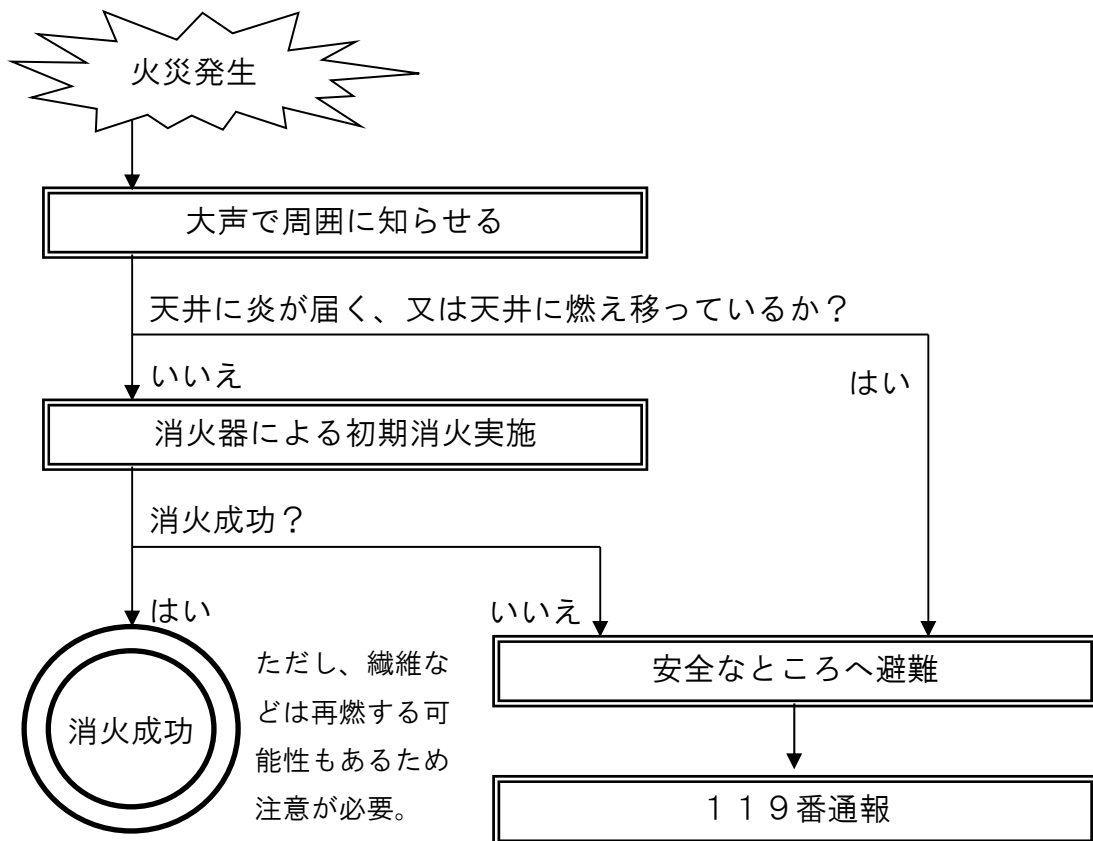 火災発生
大声で周囲に知らせる
天井に炎が届く、又は天井に燃え移っているか？
いいえ
はい
消火器による初期消火実施
消火成功？
はい
いいえ
消火成功
ただし、繊維な
どは再燃する可
能性もあるため
注意が必要。
安全なところへ避難
１１９番通報